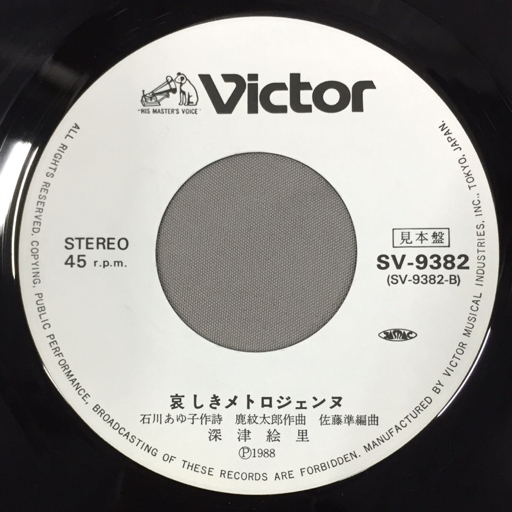 Victor
"HIS MASTER'S VOICE"
STEREO
45 r.p.m.
見本盤
SV-9382
(SV-9382-B)
哀しきメトロジェンヌ
石川あゆ子作詩 鹿紋太郎作曲 佐藤準編曲
深津絵里
Ⓟ1988
ALL RIGHTS RESERVED. COPYING, PUBLIC PERFORMANCE, BROADCASTING OF THESE RECORDS ARE FORBIDDEN. MANUFACTURED BY VICTOR MUSICAL INDUSTRIES, INC., TOKYO, JAPAN.